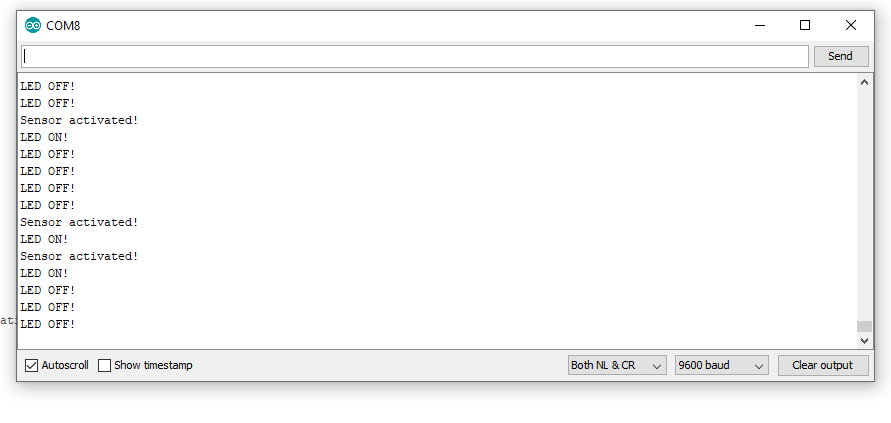 COM8
Send
LED OFF!
LED OFF!
Sensor activated!
LED ON!
LED OFF!
LED OFF!
LED OFF!
LED OFF!
Sensor activated!
LED ON!
Sensor activated!
LED ON!
LED OFF!
LED OFF!
LED OFF!
ati
Autoscroll Show timestamp Both NL & CR 9600 baud Clear output